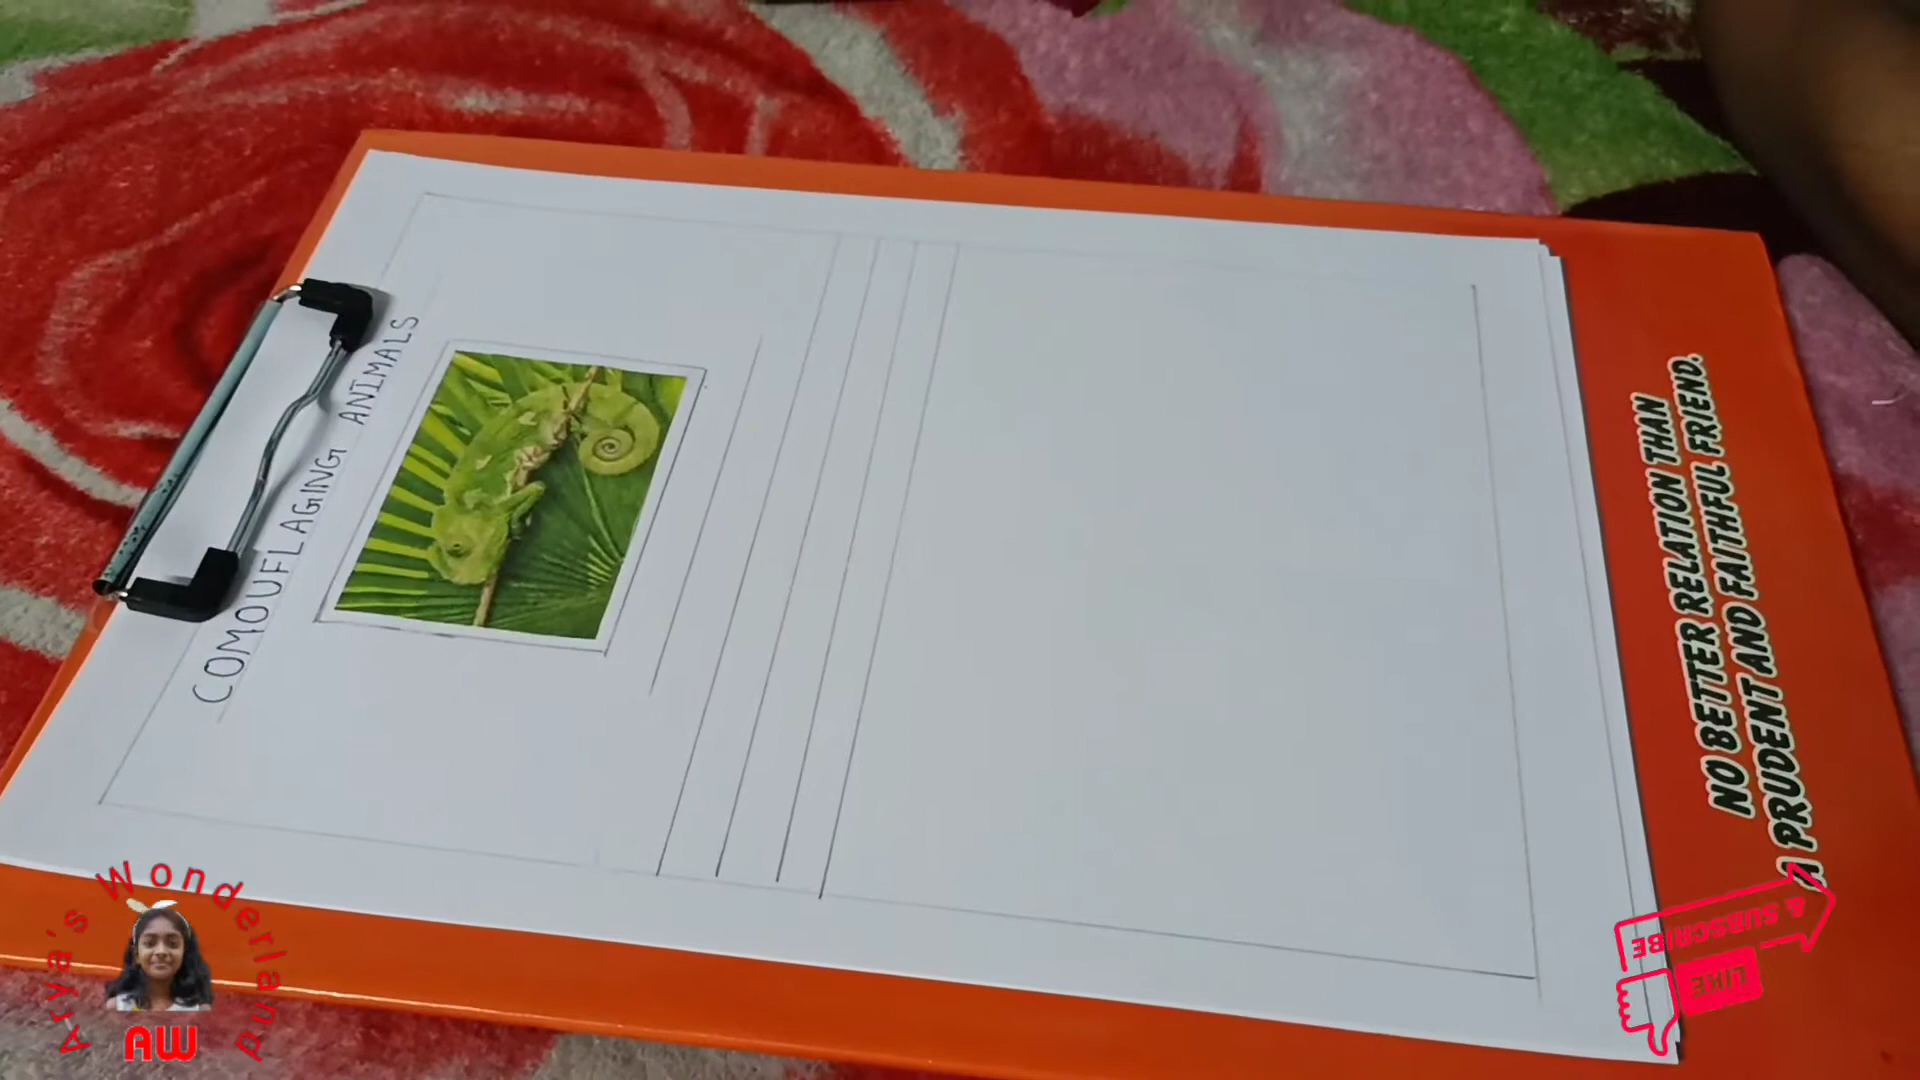 COMOUFLAGING ANIMALS
NO BETTER RELATION THAN
A PRUDENT AND FAITHFUL FRIEND.
Arya's Wonderland
AW
LIKE
& SUBSCRIBE